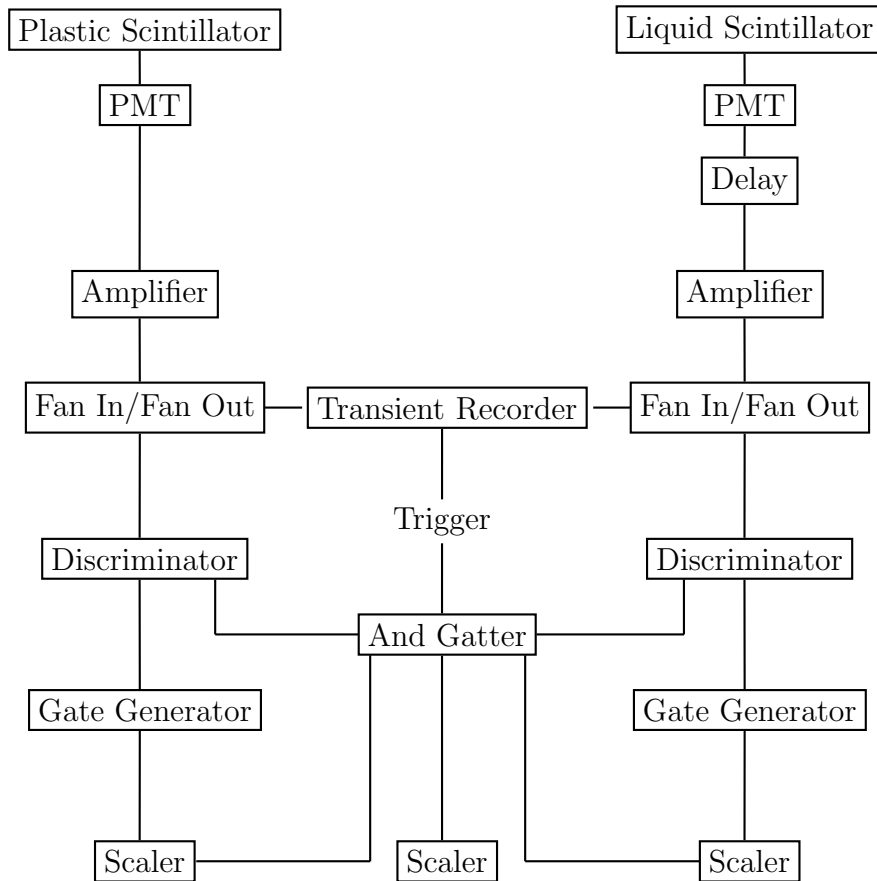 Plastic Scintillator
Liquid Scintillator
PMT
PMT
Delay
Amplifier
Amplifier
Fan In/Fan Out
Transient Recorder
Fan In/Fan Out
Trigger
Discriminator
Discriminator
And Gatter
Gate Generator
Gate Generator
Scaler
Scaler
Scaler